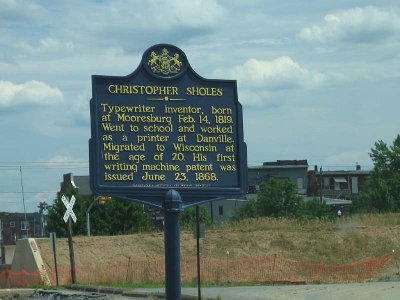 CHRISTOPHER SHOLES
Typewriter inventor, born
at Mooresburg Feb. 14, 1819.
Went to school and worked
as a printer at Danville.
Migrated to Wisconsin at
the age of 20. His first
writing machine patent was
issued June 23, 1868.